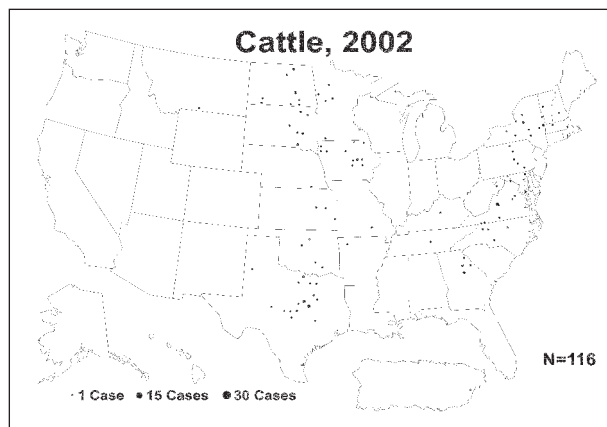 Cattle, 2002
N=116
· 1 Case • 15 Cases ● 30 Cases